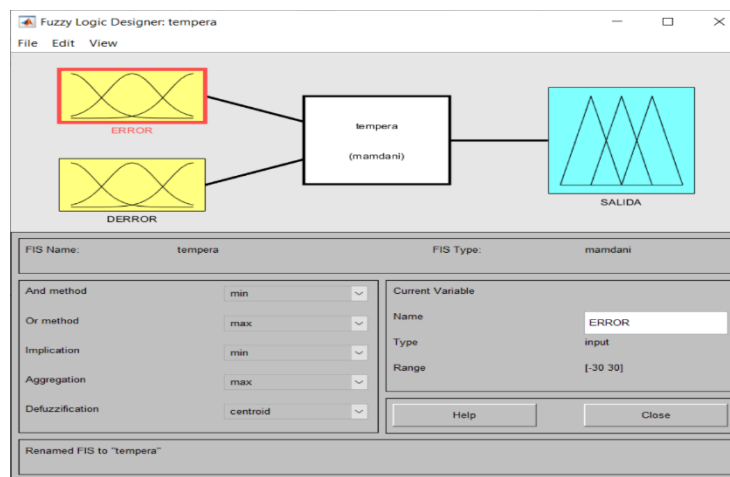 Fuzzy Logic Designer: tempera
File Edit View
ERROR
DERROR
tempera
(mamdani)
SALIDA
FIS Name: tempera FIS Type: mamdani
And method min
Or method max
Implication min
Aggregation max
Defuzzification centroid
Current Variable
Name ERROR
Type input
Range [-30 30]
Help Close
Renamed FIS to "tempera"